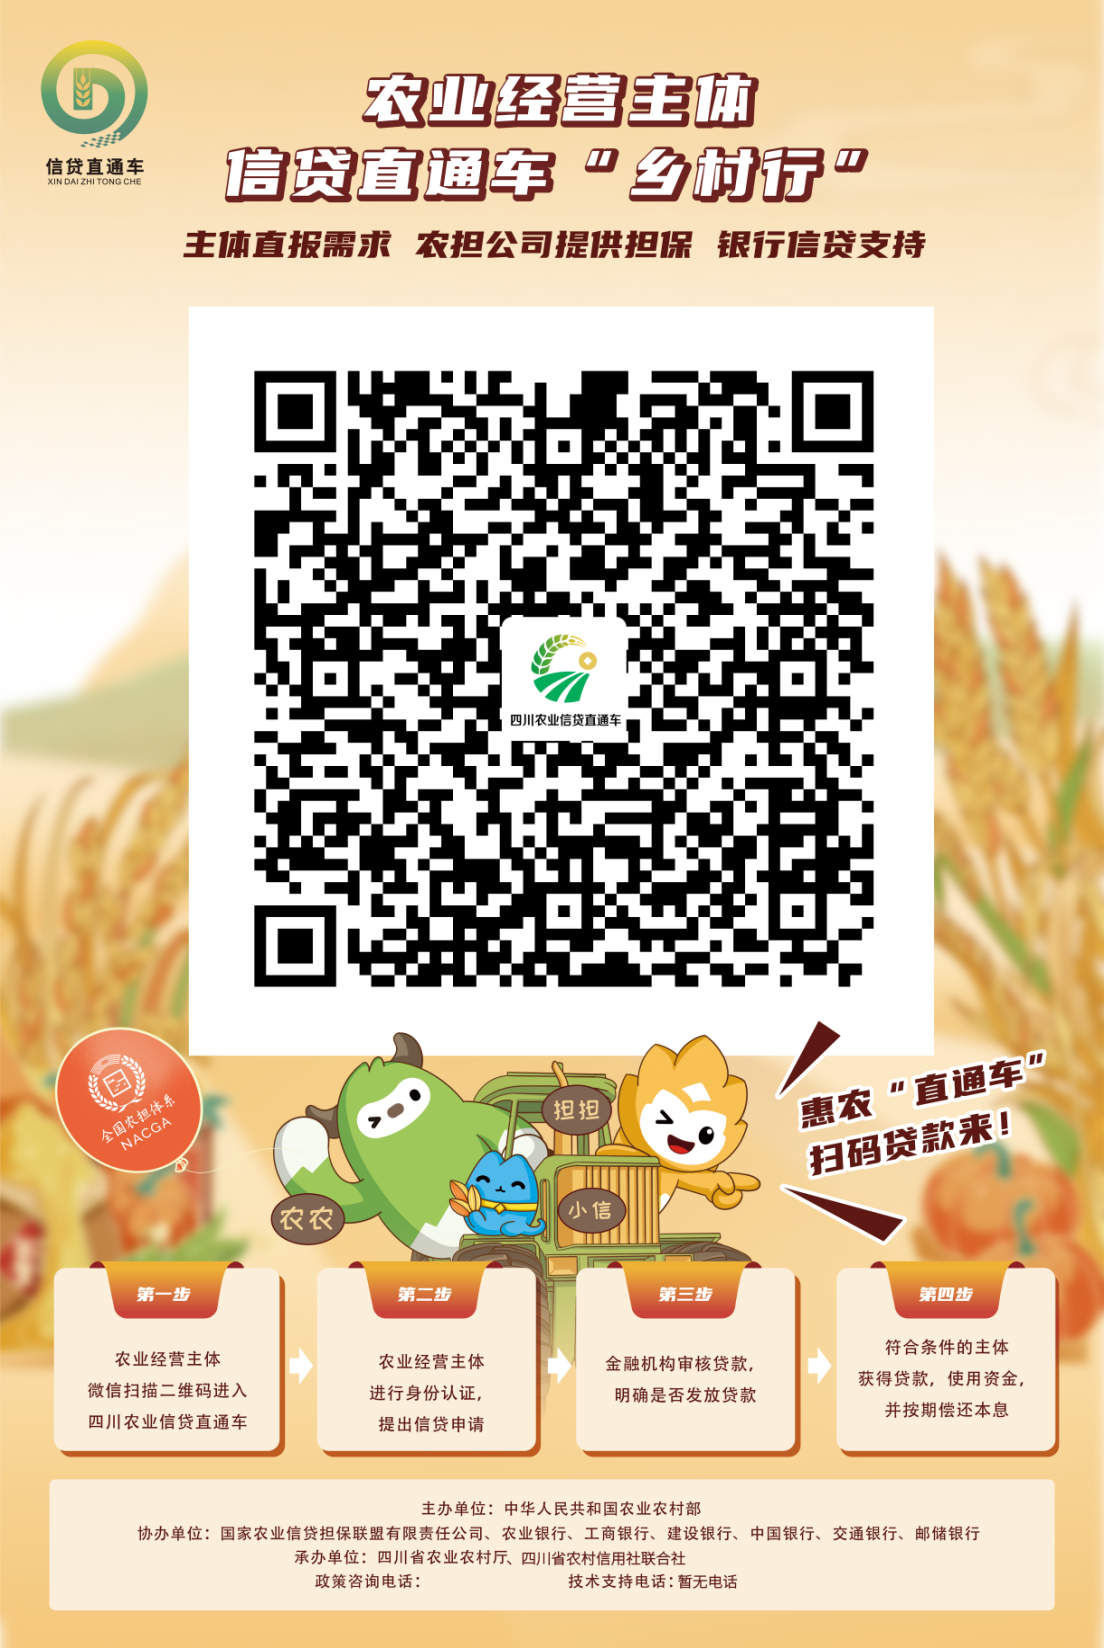 信贷直通车
XIN DAI ZHI TONG CHE
农业经营主体
信贷直通车“乡村行”
主体直报需求 农担公司提供担保 银行信贷支持
四川农业信贷直通车
全国农担体系
NACGA
农农
担担
小信
惠农“直通车”
扫码贷款来！
第一步
农业经营主体
微信扫描二维码进入
四川农业信贷直通车
第二步
农业经营主体
进行身份认证，
提出信贷申请
第三步
金融机构审核贷款，
明确是否发放贷款
第四步
符合条件的主体
获得贷款，使用资金，
并按期偿还本息
主办单位：中华人民共和国农业农村部
协办单位：国家农业信贷担保联盟有限责任公司、农业银行、工商银行、建设银行、中国银行、交通银行、邮储银行
承办单位：四川省农业农村厅、四川省农村信用社联合社
政策咨询电话： 技术支持电话：暂无电话